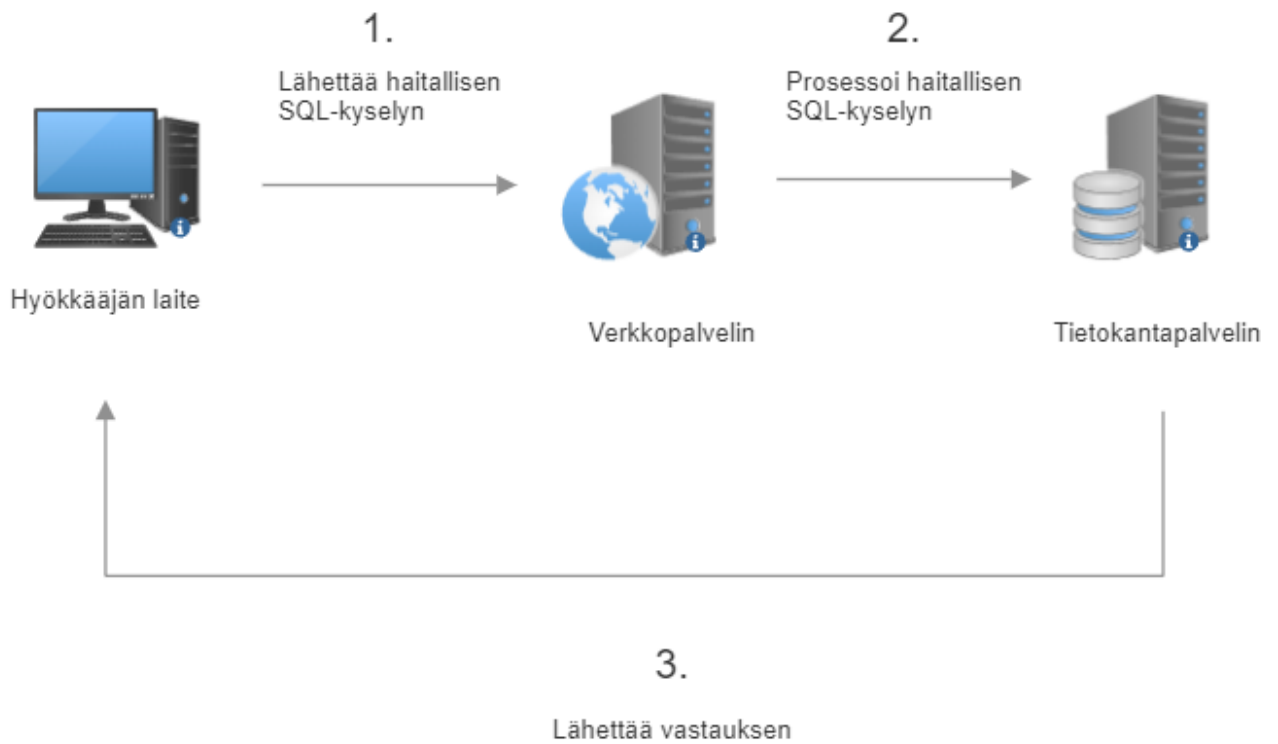 1.
Lähettää haitallisen
SQL-kyselyn
2.
Prosessoi haitallisen
SQL-kyselyn
Hyökkääjän laite
Verkkopalvelin
Tietokantapalvelin
3.
Lähettää vastauksen